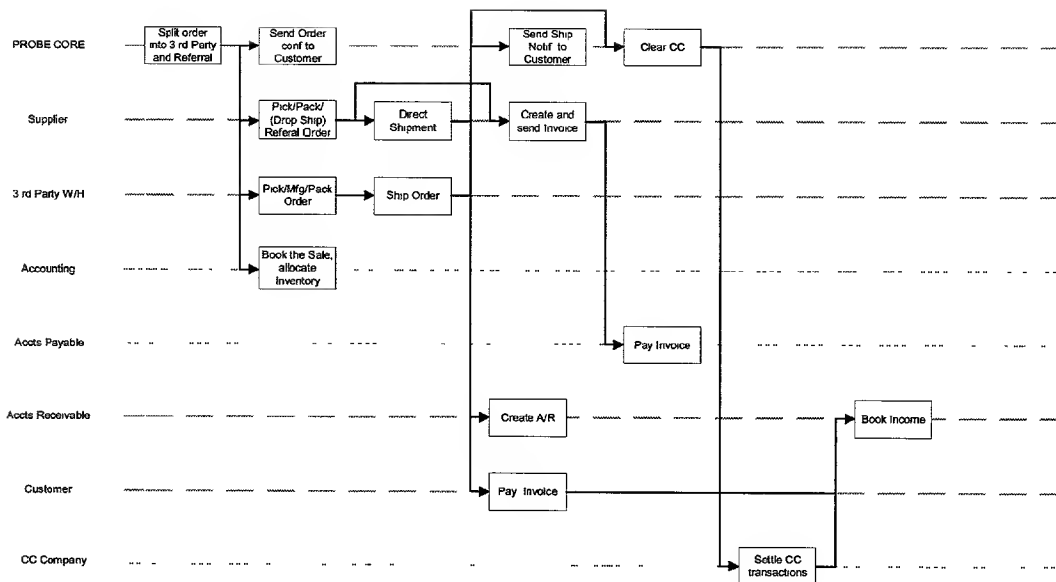 PROBE CORE
Split order
into 3 rd Party
and Referral
Send Order
conf to
Customer
Send Ship
Notif to
Customer
Clear CC
Supplier
Pick/Pack/
(Drop Ship)
Referal Order
Direct
Shipment
Create and
send Invoice
3 rd Party W/H
Pick/Mfg/Pack
Order
Ship Order
Accounting
Book the Sale,
allocate
Inventory
Accts Payable
Pay Invoice
Accts Receivable
Create A/R
Book Income
Customer
Pay Invoice
CC Company
Settle CC
transactions